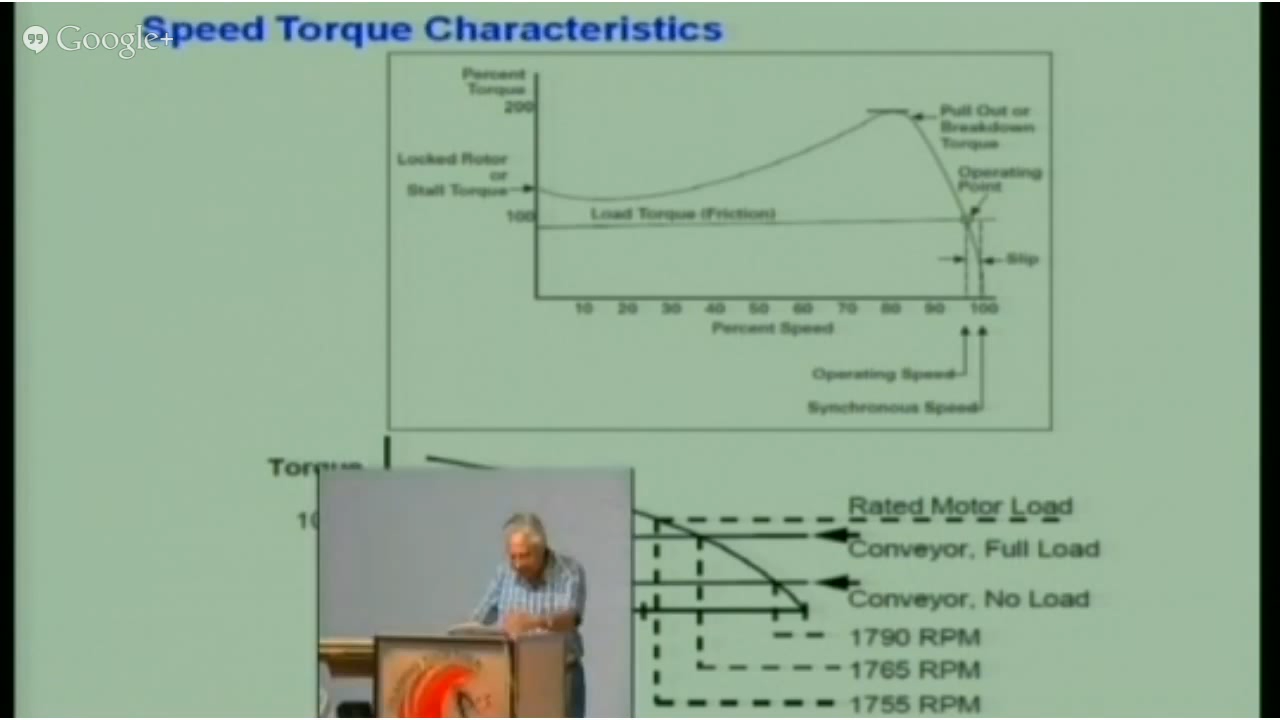 Google+
Speed Torque Characteristics
Percent
Torque
200
Locked Rotor
or
Stall Torque
100
Load Torque (Friction)
Pull Out or
Breakdown
Torque
Operating
Point
Slip
10 20 30 40 50 60 70 80 90 100
Percent Speed
Operating Speed
Synchronous Speed
Torque
Rated Motor Load
Conveyor, Full Load
Conveyor, No Load
1790 RPM
1765 RPM
1755 RPM